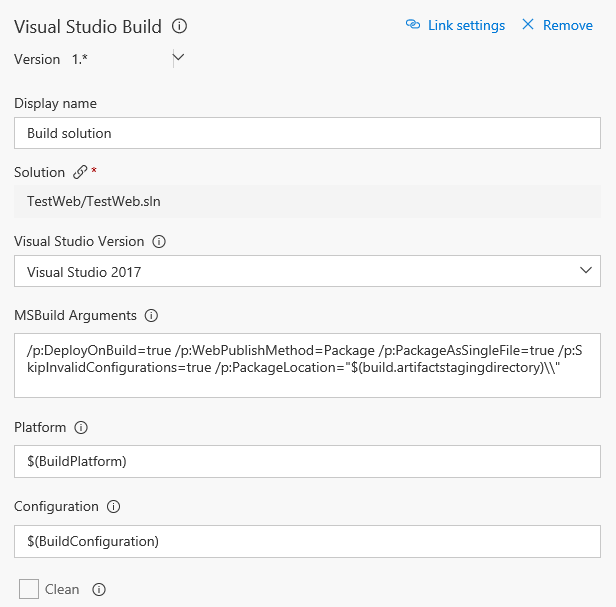 Visual Studio Build
Link settings
Remove
Version 1.*
Display name
Build solution
Solution *
TestWeb/TestWeb.sln
Visual Studio Version
Visual Studio 2017
MSBuild Arguments
/p:DeployOnBuild=true /p:WebPublishMethod=Package /p:PackageAsSingleFile=true /p:S
kipInvalidConfigurations=true /p:PackageLocation="$(build.artifactstagingdirectory)\\"
Platform
$(BuildPlatform)
Configuration
$(BuildConfiguration)
Clean